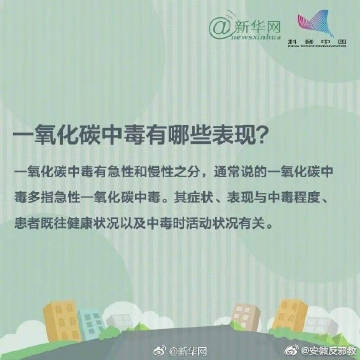 @新华网
newsxinhua
科普中国
一氧化碳中毒有哪些表现?
一氧化碳中毒有急性和慢性之分，通常说的一氧化碳中
毒多指急性一氧化碳中毒。其症状、表现与中毒程度、
患者既往健康状况以及中毒时活动状况有关。
@新华网
@安徽反邪教